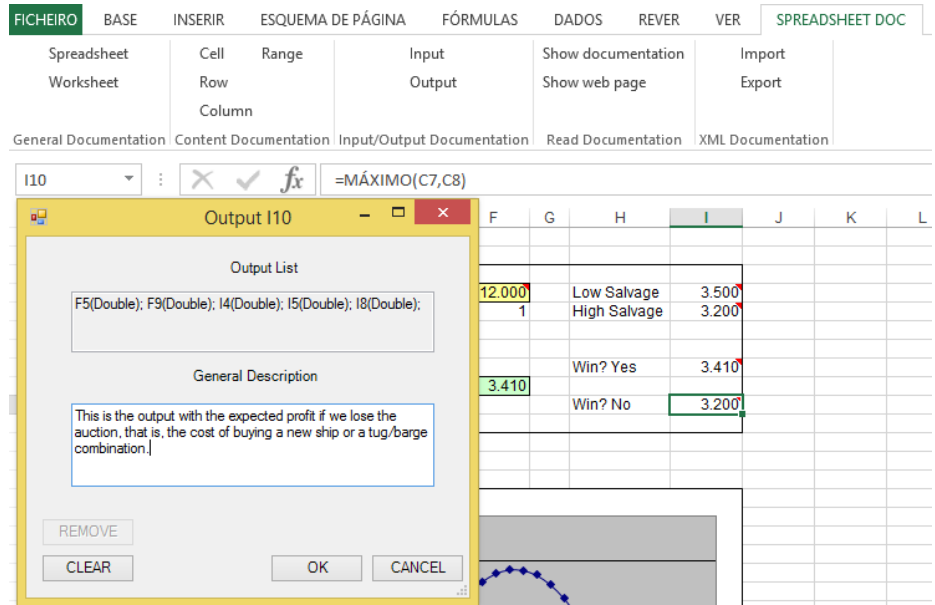 FICHEIRO BASE INSERIR ESQUEMA DE PÁGINA FÓRMULAS DADOS REVER VER SPREADSHEET DOC
Spreadsheet Cell Range Input Show documentation Import
Worksheet Row Output Show web page Export
Column
General Documentation Content Documentation Input/Output Documentation Read Documentation XML Documentation
I10 fx =MÁXIMO(C7,C8)
Output I10
F G H I J K L
Output List
F5(Double); F9(Double); I4(Double); I5(Double); I8(Double);
12.000 Low Salvage 3.500
1 High Salvage 3.200
Win? Yes 3.410
General Description
3.410
Win? No 3.200
This is the output with the expected profit if we lose the
auction, that is, the cost of buying a new ship or a tug/barge
combination.
REMOVE
CLEAR OK CANCEL